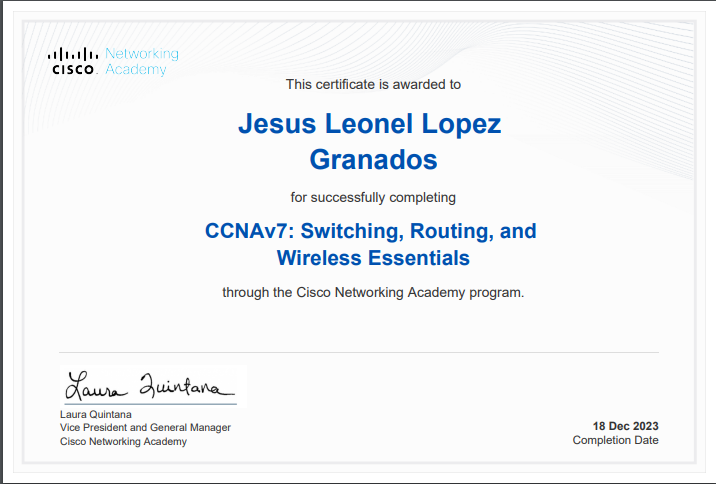 Networking
CISCO. Academy
This certificate is awarded to
Jesus Leonel Lopez
Granados
for successfully completing
CCNAv7: Switching, Routing, and
Wireless Essentials
through the Cisco Networking Academy program.
Laura Quintana
Laura Quintana
Vice President and General Manager
Cisco Networking Academy
18 Dec 2023
Completion Date